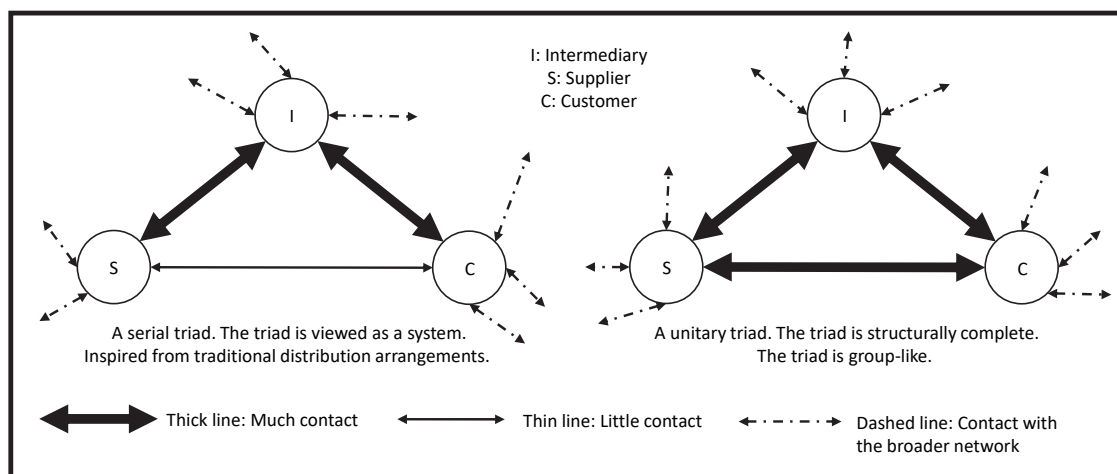 I: Intermediary
S: Supplier
C: Customer
I
S
C
I
S
C
A serial triad. The triad is viewed as a system.
Inspired from traditional distribution arrangements.
A unitary triad. The triad is structurally complete.
The triad is group-like.
Thick line: Much contact
Thin line: Little contact
Dashed line: Contact with
the broader network